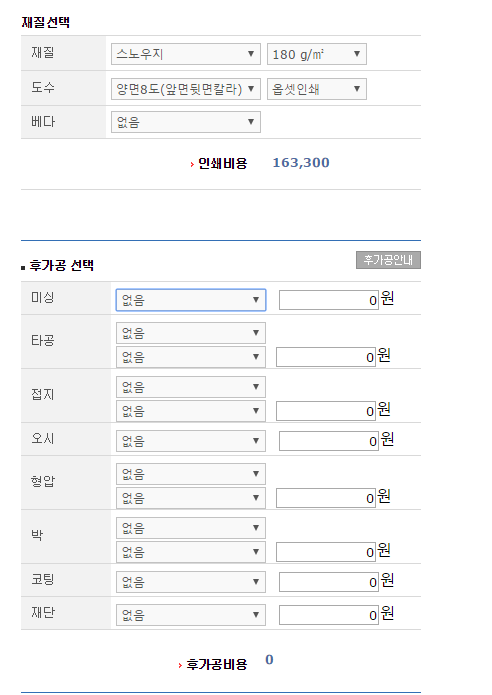 재질선택
재질 스노우지 180 g/㎡
도수 양면8도(앞면뒷면칼라) 옵셋인쇄
베다 없음
› 인쇄비용 163,300
후가공 선택 후가공안내
미싱 없음 0원
타공 없음
없음 0원
접지 없음
없음 0원
오시 없음 0원
형압 없음
없음 0원
박 없음
없음 0원
코팅 없음 0원
재단 없음 0원
› 후가공비용 0